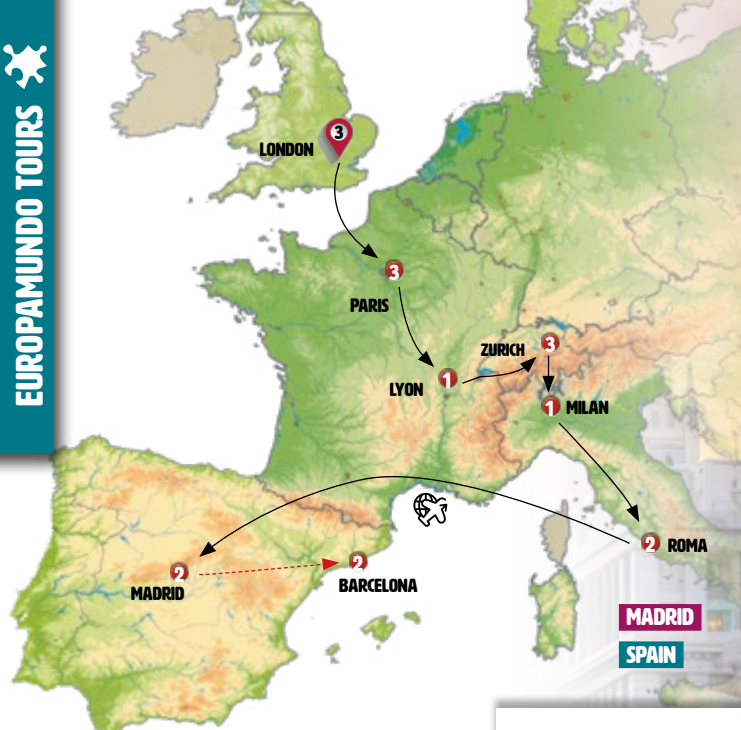 EUROPAMUNDO TOURS
3
LONDON
3
PARIS
ZURICH
3
LYON
1
1
MILAN
2
ROMA
2
MADRID
2
BARCELONA
MADRID
SPAIN